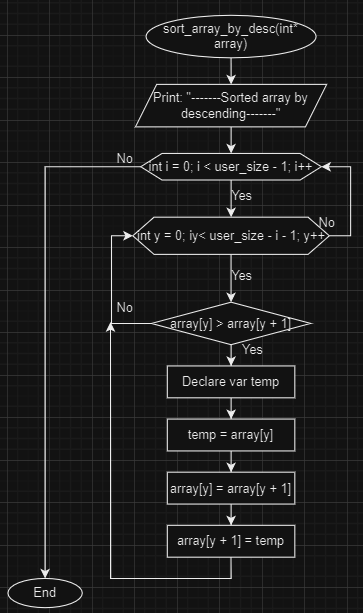 sort_array_by_desc(int*
array)
Print: "-------Sorted array by
descending-------"
No
int i = 0; i < user_size - 1; i++
Yes
No
int y = 0; iy< user_size - i - 1; y++
Yes
No
array[y] > array[y + 1]
Yes
Declare var temp
temp = array[y]
array[y] = array[y + 1]
array[y + 1] = temp
End